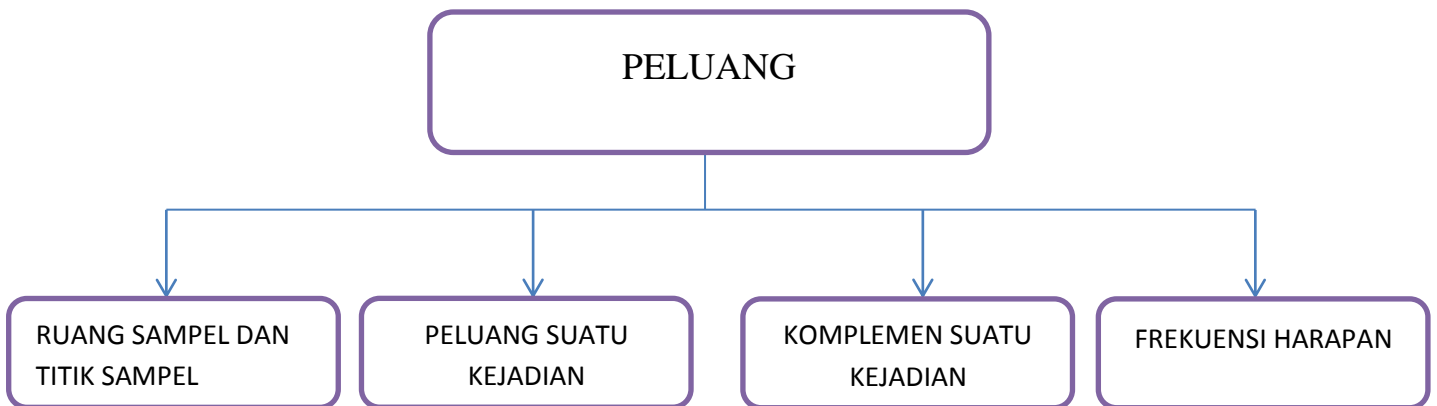 PELUANG
RUANG SAMPEL DAN
TITIK SAMPEL
PELUANG SUATU
KEJADIAN
KOMPLEMEN SUATU
KEJADIAN
FREKUENSI HARAPAN